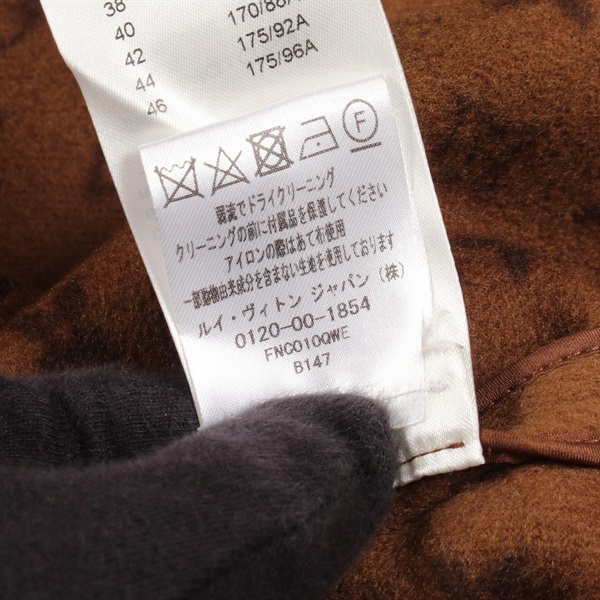 38
40
42
44
46
170/88A
175/92A
175/96A
F
弱流でドライクリーニング
クリーニングの前に付属品を保護してください
アイロンの際はあて布使用
一部動物由来成分を含まない生地を使用しております
ルイ・ヴィトン ジャパン (株)
0120-00-1854
FNC010QWE
B147